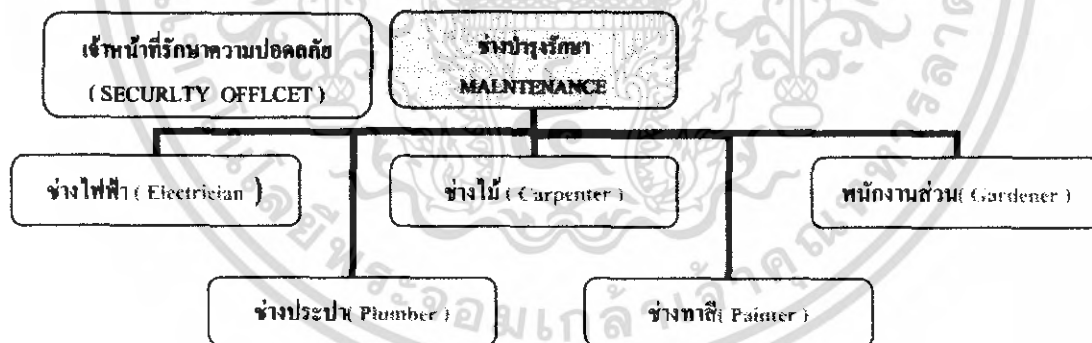 เจ้าหน้าที่รักษาความปอดลภัย
( SECURLTY OFFLCET )
ช่างบำรุงรักษา
MALNTENANCE
ช่างไฟฟ้า ( Electrician )
ช่างไม้ ( Carpenter )
พนักงานส่วน( Gardener )
ช่างประปา( Plumber )
ช่างทาสี( Painter )